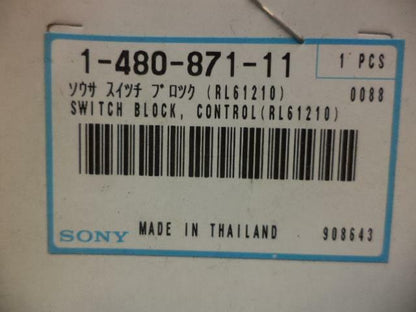 1-480-871-11 1 PCS
ソウサ スイッチ ブロック (RL61210) 0088
SWITCH BLOCK, CONTROL(RL61210)
SONY MADE IN THAILAND 908643